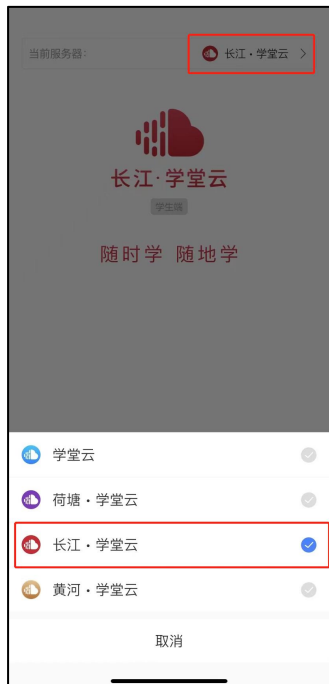 当前服务器：
长江・学堂云
长江·学堂云
学生端
随时学 随地学
学堂云
荷塘・学堂云
长江・学堂云
黄河・学堂云
取消